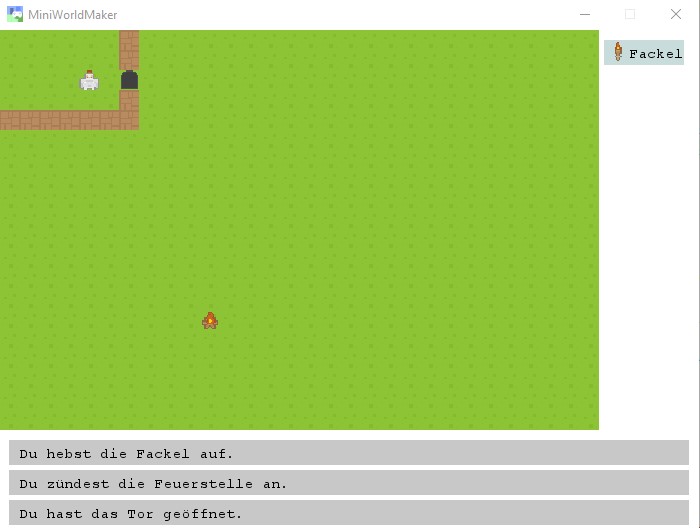 MiniWorldMaker
Fackel
Du hebst die Fackel auf.
Du zündest die Feuerstelle an.
Du hast das Tor geöffnet.